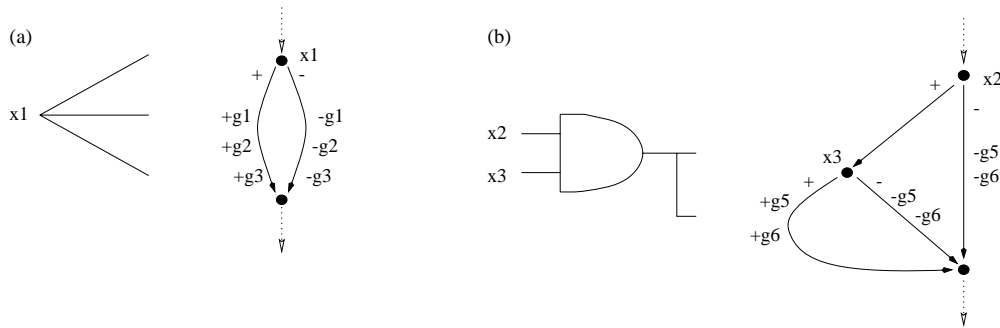 (a)
x1
x1
+
-
+g1
-g1
+g2
-g2
+g3
-g3
(b)
x2
x3
x2
+
-
x3
-g5
-g6
+
-
+g5
-g5
+g6
-g6